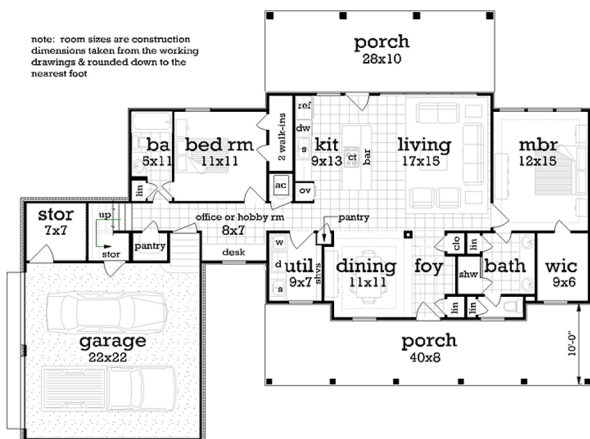 note: room sizes are construction
dimensions taken from the working
drawings & rounded down to the
nearest foot
porch
28x10
ref
dw
s
2 walk-ins
ba
5x11
bed rm
11x11
kit
9x13
ct
bar
living
17x15
mbr
12x15
lin
ac
ov
stor
7x7
up
stor
pantry
office or hobby rm
8x7
desk
pantry
w
d
s
util
9x7
shvs
dining
11x11
foy
clo
lin
shw
bath
wic
9x6
lin
lin
garage
22x22
porch
40x8
10'-0"